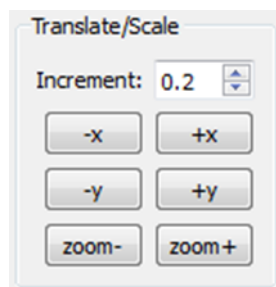 Translate/Scale
Increment: 0.2
-x +x
-y +y
zoom- zoom+